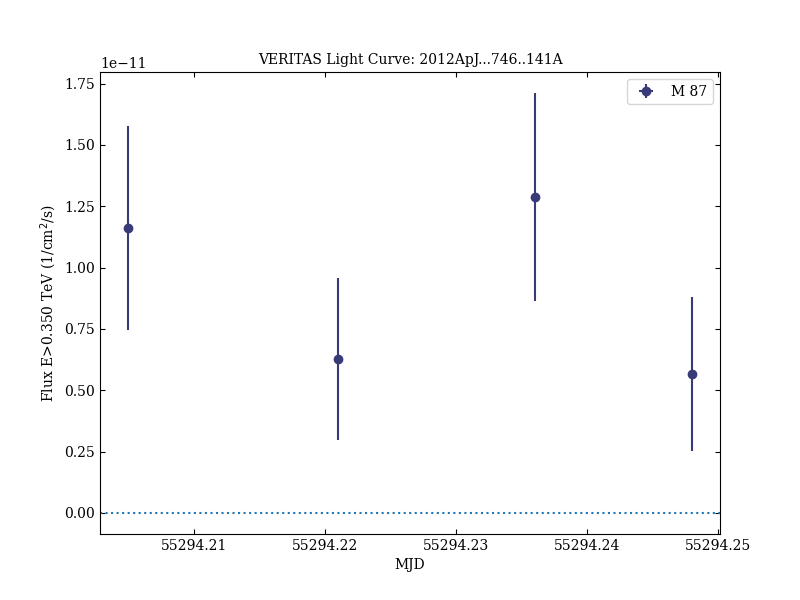 VERITAS Light Curve: 2012ApJ...746..141A
1e−11
M 87
1.75
1.50
1.25
1.00
0.75
0.50
0.25
0.00
Flux E>0.350 TeV (1/cm²/s)
55294.21 55294.22 55294.23 55294.24 55294.25
MJD